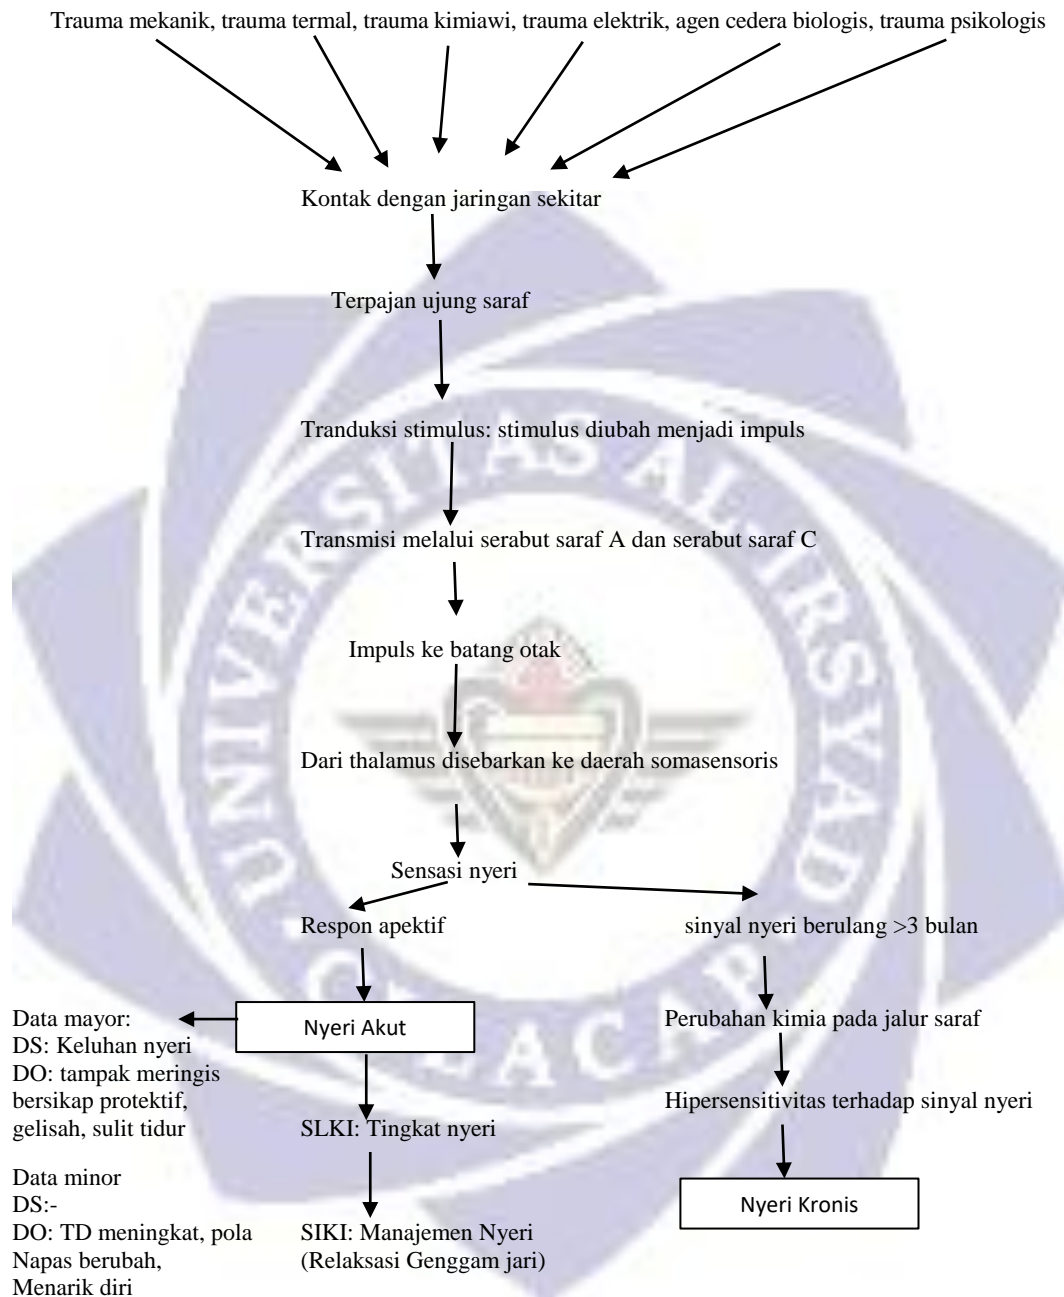 Trauma mekanik, trauma termal, trauma kimiawi, trauma elektrik, agen cedera biologis, trauma psikologis
Kontak dengan jaringan sekitar
Terpajan ujung saraf
Tranduksi stimulus: stimulus diubah menjadi impuls
Transmisi melalui serabut saraf A dan serabut saraf C
Impuls ke batang otak
Dari thalamus disebarkan ke daerah somasensoris
Sensasi nyeri
Respon apektif
sinyal nyeri berulang >3 bulan
Nyeri Akut
Perubahan kimia pada jalur saraf
Data mayor:
DS: Keluhan nyeri
DO: tampak meringis
bersikap protektif,
gelisah, sulit tidur
SLKI: Tingkat nyeri
Hipersensitivitas terhadap sinyal nyeri
Nyeri Kronis
Data minor
DS:-
DO: TD meningkat, pola
Napas berubah,
Menarik diri
SIKI: Manajemen Nyeri
(Relaksasi Genggam jari)
UNIVERSITAS AL-IRSYAD
CILACAP